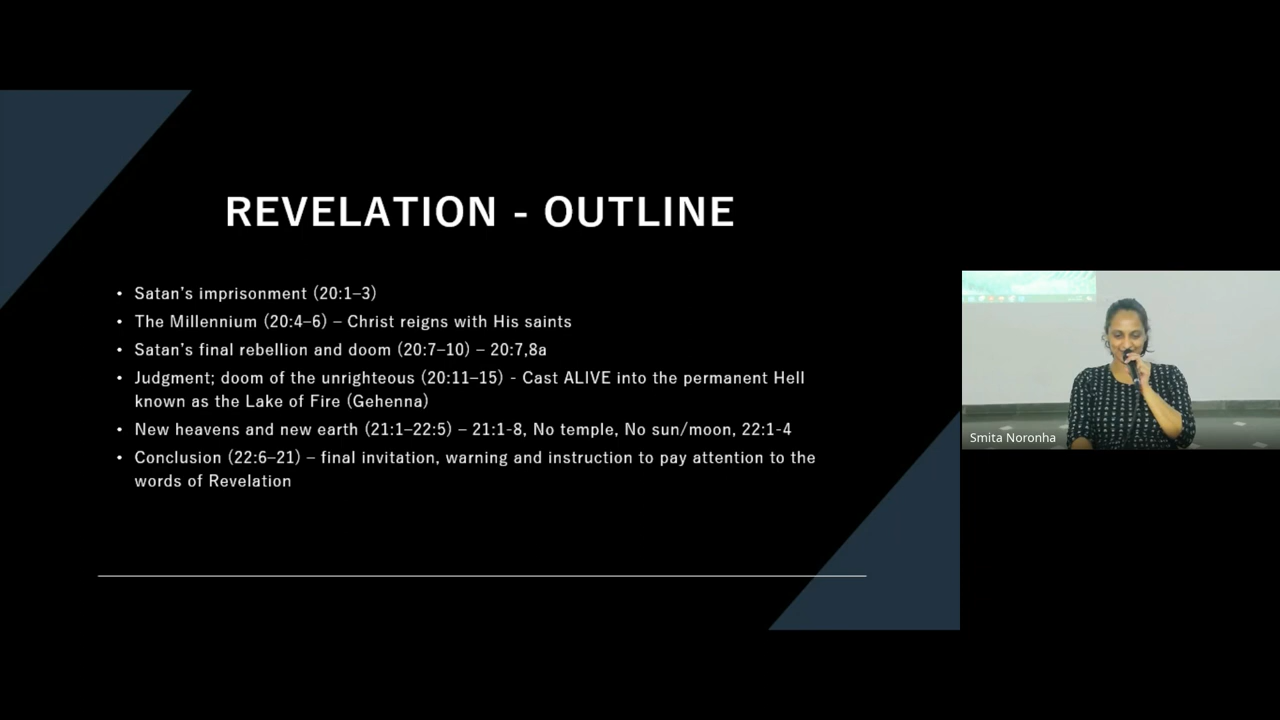 REVELATION - OUTLINE
• Satan's imprisonment (20:1–3)
• The Millennium (20:4–6) – Christ reigns with His saints
• Satan's final rebellion and doom (20:7–10) – 20:7,8a
• Judgment; doom of the unrighteous (20:11–15) - Cast ALIVE into the permanent Hell
known as the Lake of Fire (Gehenna)
• New heavens and new earth (21:1–22:5) – 21:1-8, No temple, No sun/moon, 22:1-4
• Conclusion (22:6–21) – final invitation, warning and instruction to pay attention to the
words of Revelation
Smita Noronha